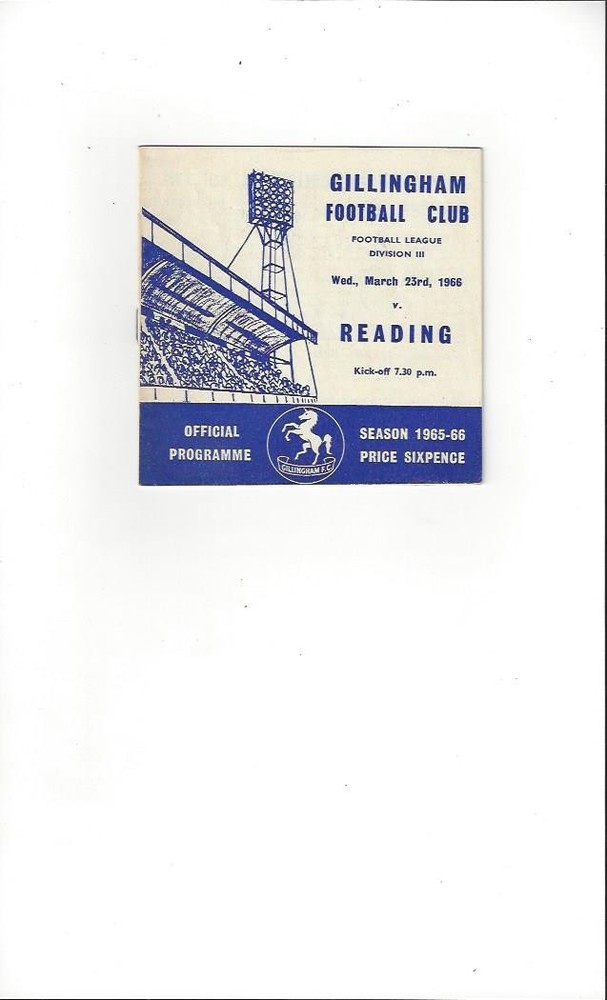 GILLINGHAM
FOOTBALL CLUB
FOOTBALL LEAGUE
DIVISION III
Wed., March 23rd, 1966
v.
READING
Kick-off 7.30 p.m.
OFFICIAL
PROGRAMME
GILLINGHAM F.C.
SEASON 1965-66
PRICE SIXPENCE